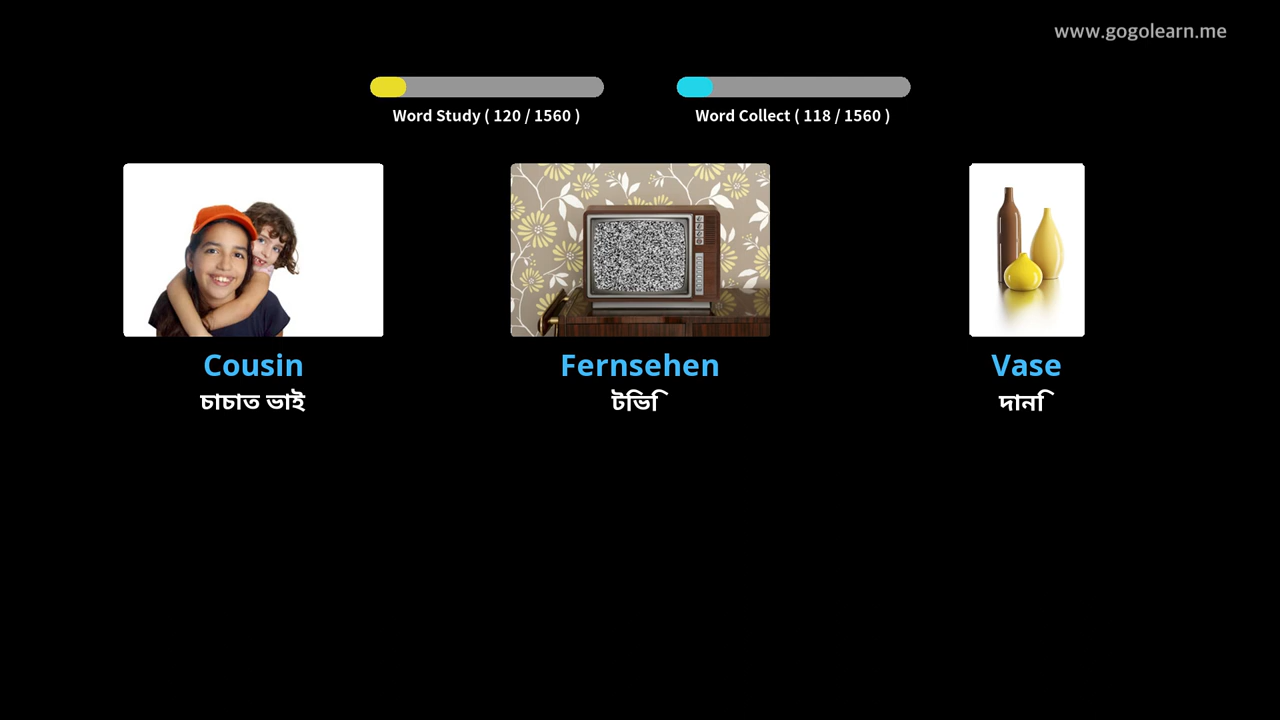 www.gogolearn.me
Word Study ( 120 / 1560 )
Word Collect ( 118 / 1560 )
Cousin
চাচাত ভাই
Fernsehen
টিভি
Vase
দানি